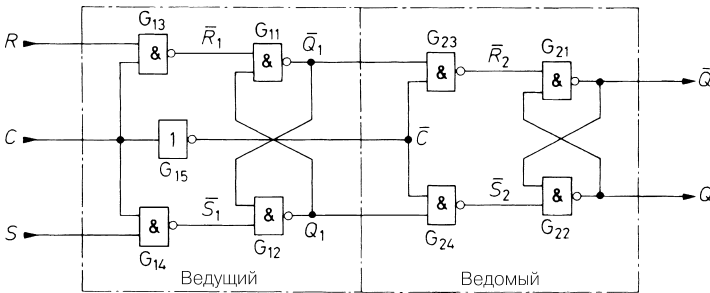 G₁₃ R̄₁ G₁₁ Q̄₁ G₂₃ R̄₂ G₂₁
R & & & & Q̄
C 1 C̄
G₁₅
S̄₁ S̄₂ Q
S & & & &
G₁₄ G₁₂ Q₁ G₂₄ G₂₂
Ведущий Ведомый